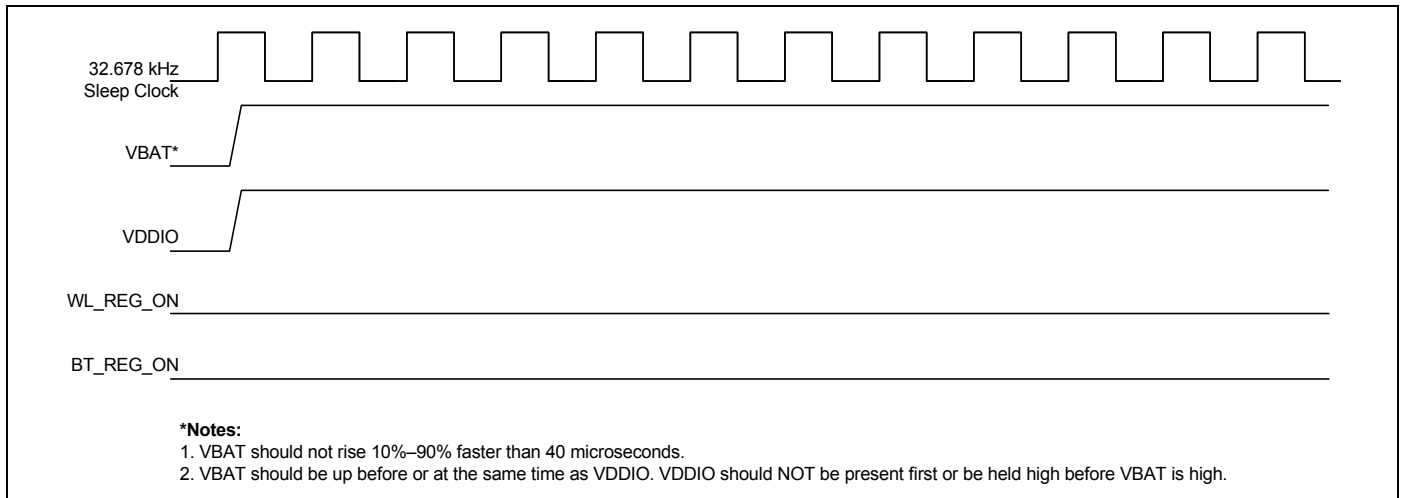 32.678 kHz
Sleep Clock
VBAT*
VDDIO
WL_REG_ON
BT_REG_ON
*Notes:
1. VBAT should not rise 10%–90% faster than 40 microseconds.
2. VBAT should be up before or at the same time as VDDIO. VDDIO should NOT be present first or be held high before VBAT is high.